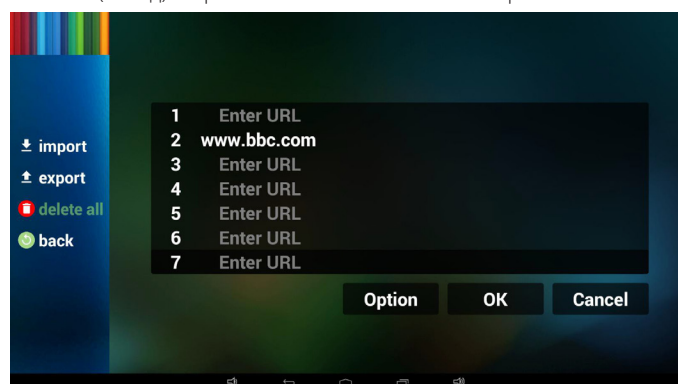 import
export
delete all
back
1 Enter URL
2 www.bbc.com
3 Enter URL
4 Enter URL
5 Enter URL
6 Enter URL
7 Enter URL
Option OK Cancel